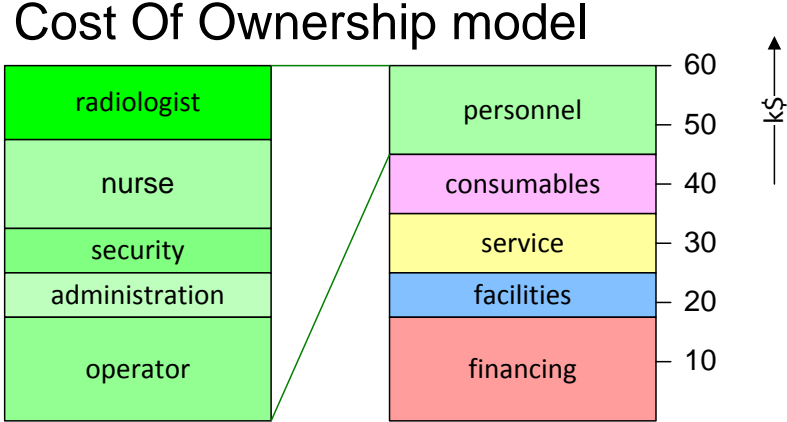 Cost Of Ownership model
radiologist
nurse
security
administration
operator
personnel
consumables
service
facilities
financing
60
50
40
30
20
10
k$